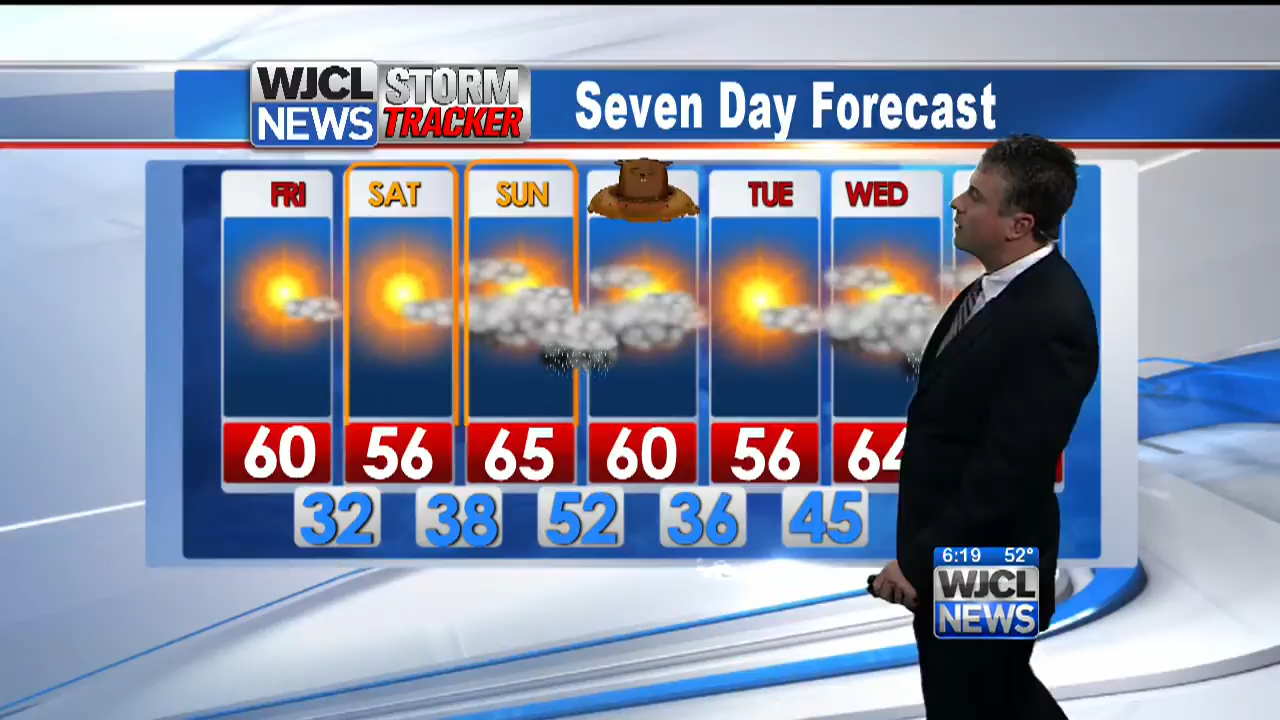 WJCL
NEWS
STORM
TRACKER
Seven Day Forecast
FRI SAT SUN TUE WED
60 56 65 60 56 64
32 38 52 36 45
6:19 52°
WJCL
NEWS